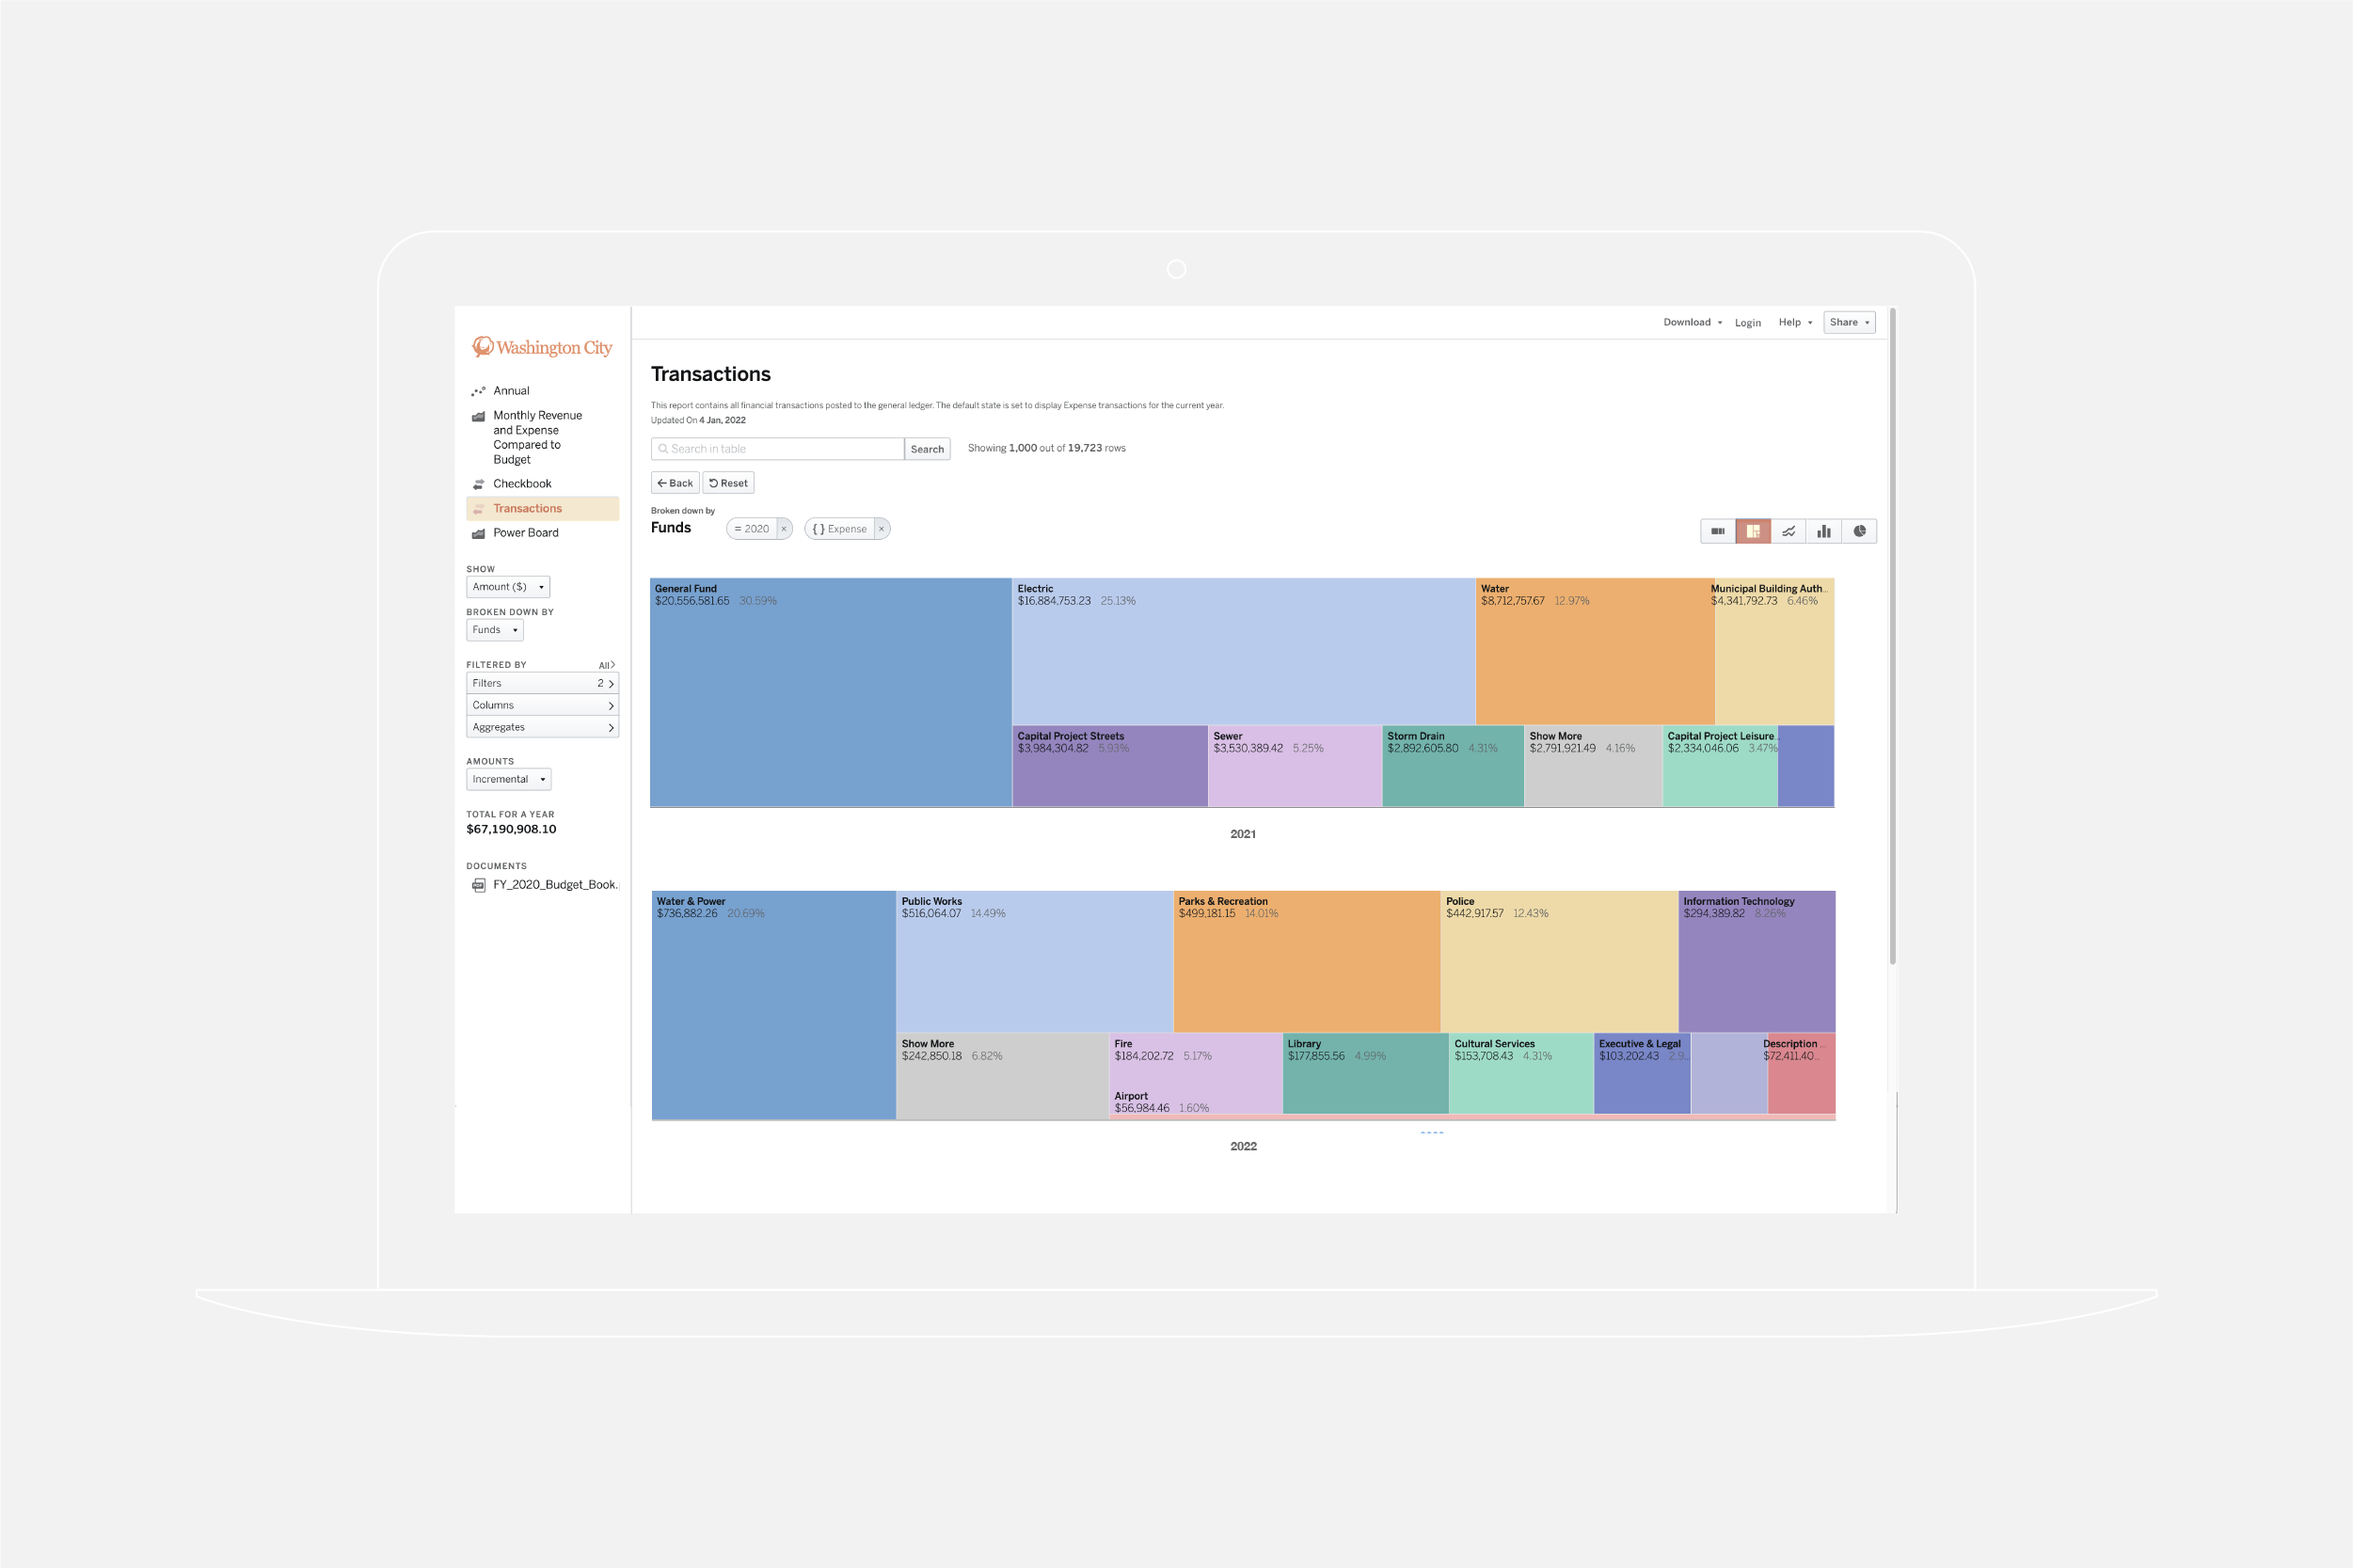 Download
Login
Help
Share
Washington City
Annual
Monthly Revenue
and Expense
Compared to
Budget
Checkbook
Transactions
Power Board
SHOW
Amount ($)
BROKEN DOWN BY
Funds
FILTERED BY All
Filters 2
Columns
Aggregates
AMOUNTS
Incremental
TOTAL FOR A YEAR
$67,190,908.10
DOCUMENTS
FY_2020_Budget_Book.
Transactions
This report contains all financial transactions posted to the general ledger. The default state is set to display Expense transactions for the current year.
Updated On 4 Jan, 2022
Search in table
Search
Showing 1,000 out of 19,723 rows
Back
Reset
Broken down by
Funds
= 2020 ×
{ } Expense ×
General Fund
$20,556,581.65 30.59%
Electric
$16,884,753.23 25.13%
Water
$8,712,757.67 12.97%
Municipal Building Auth...
$4,341,792.73 6.46%
Capital Project Streets
$3,984,304.82 5.93%
Sewer
$3,530,389.42 5.25%
Storm Drain
$2,892,605.80 4.31%
Show More
$2,791,921.49 4.16%
Capital Project Leisure
$2,334,046.06 3.47%
2021
Water & Power
$736,882.26 20.69%
Public Works
$516,064.07 14.49%
Parks & Recreation
$499,181.15 14.01%
Police
$442,917.57 12.43%
Information Technology
$294,389.82 8.26%
Show More
$242,850.18 6.82%
Fire
$184,202.72 5.17%
Library
$177,855.56 4.99%
Cultural Services
$153,708.43 4.31%
Executive & Legal
$103,202.43 2.9...
Description ...
$72,411.40...
Airport
$56,984.46 1.60%
2022